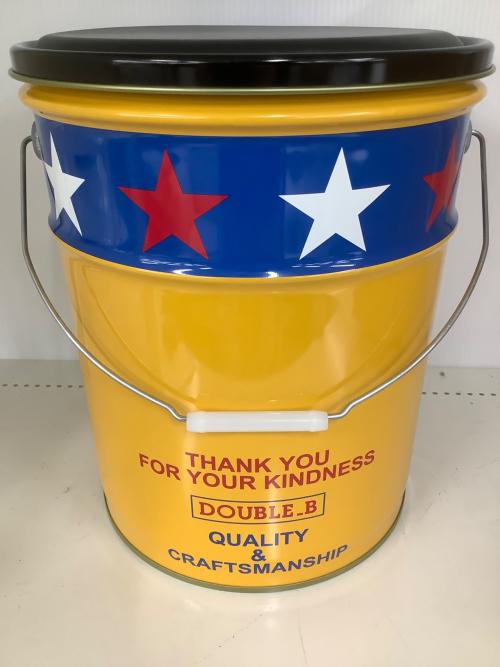 THANK YOU
FOR YOUR KINDNESS
DOUBLE_B
QUALITY
&
CRAFTSMANSHIP